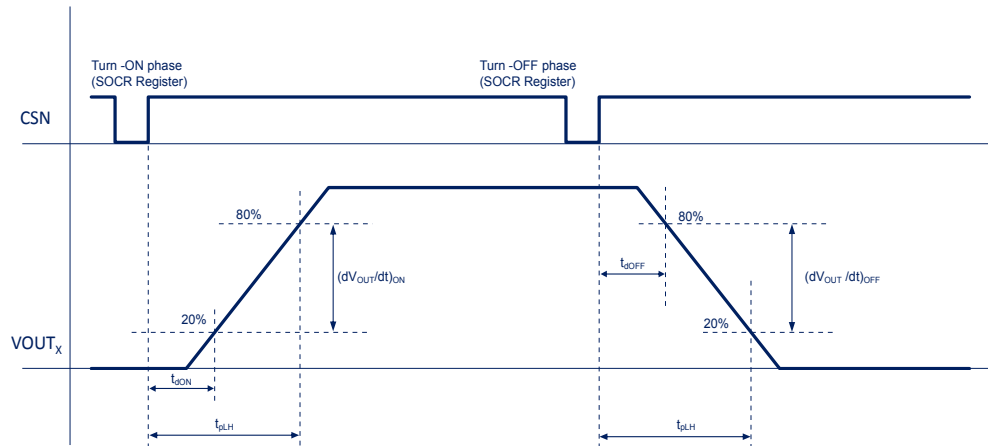 Turn -ON phase
(SOCR Register)
Turn -OFF phase
(SOCR Register)
CSN
80%
80%
tdOFF
(dVOUT/dt)ON
(dVOUT /dt)OFF
20%
20%
VOUTX
tdON
tpLH
tpLH